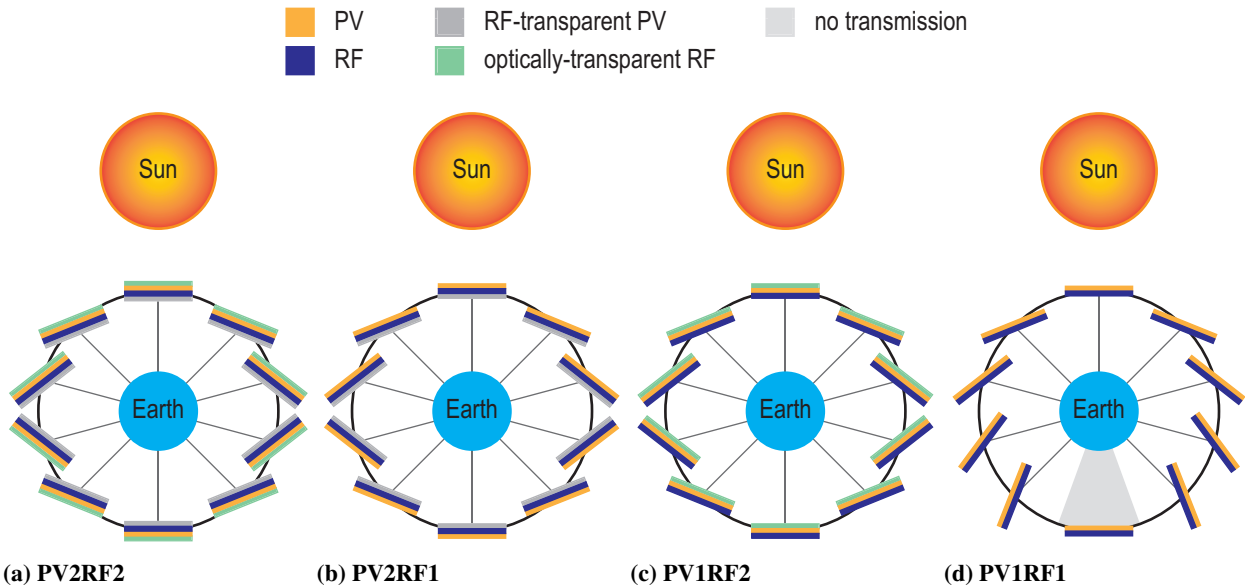 PV
RF-transparent PV
no transmission
RF
optically-transparent RF
Sun
Sun
Sun
Sun
Earth
Earth
Earth
Earth
(a) PV2RF2
(b) PV2RF1
(c) PV1RF2
(d) PV1RF1